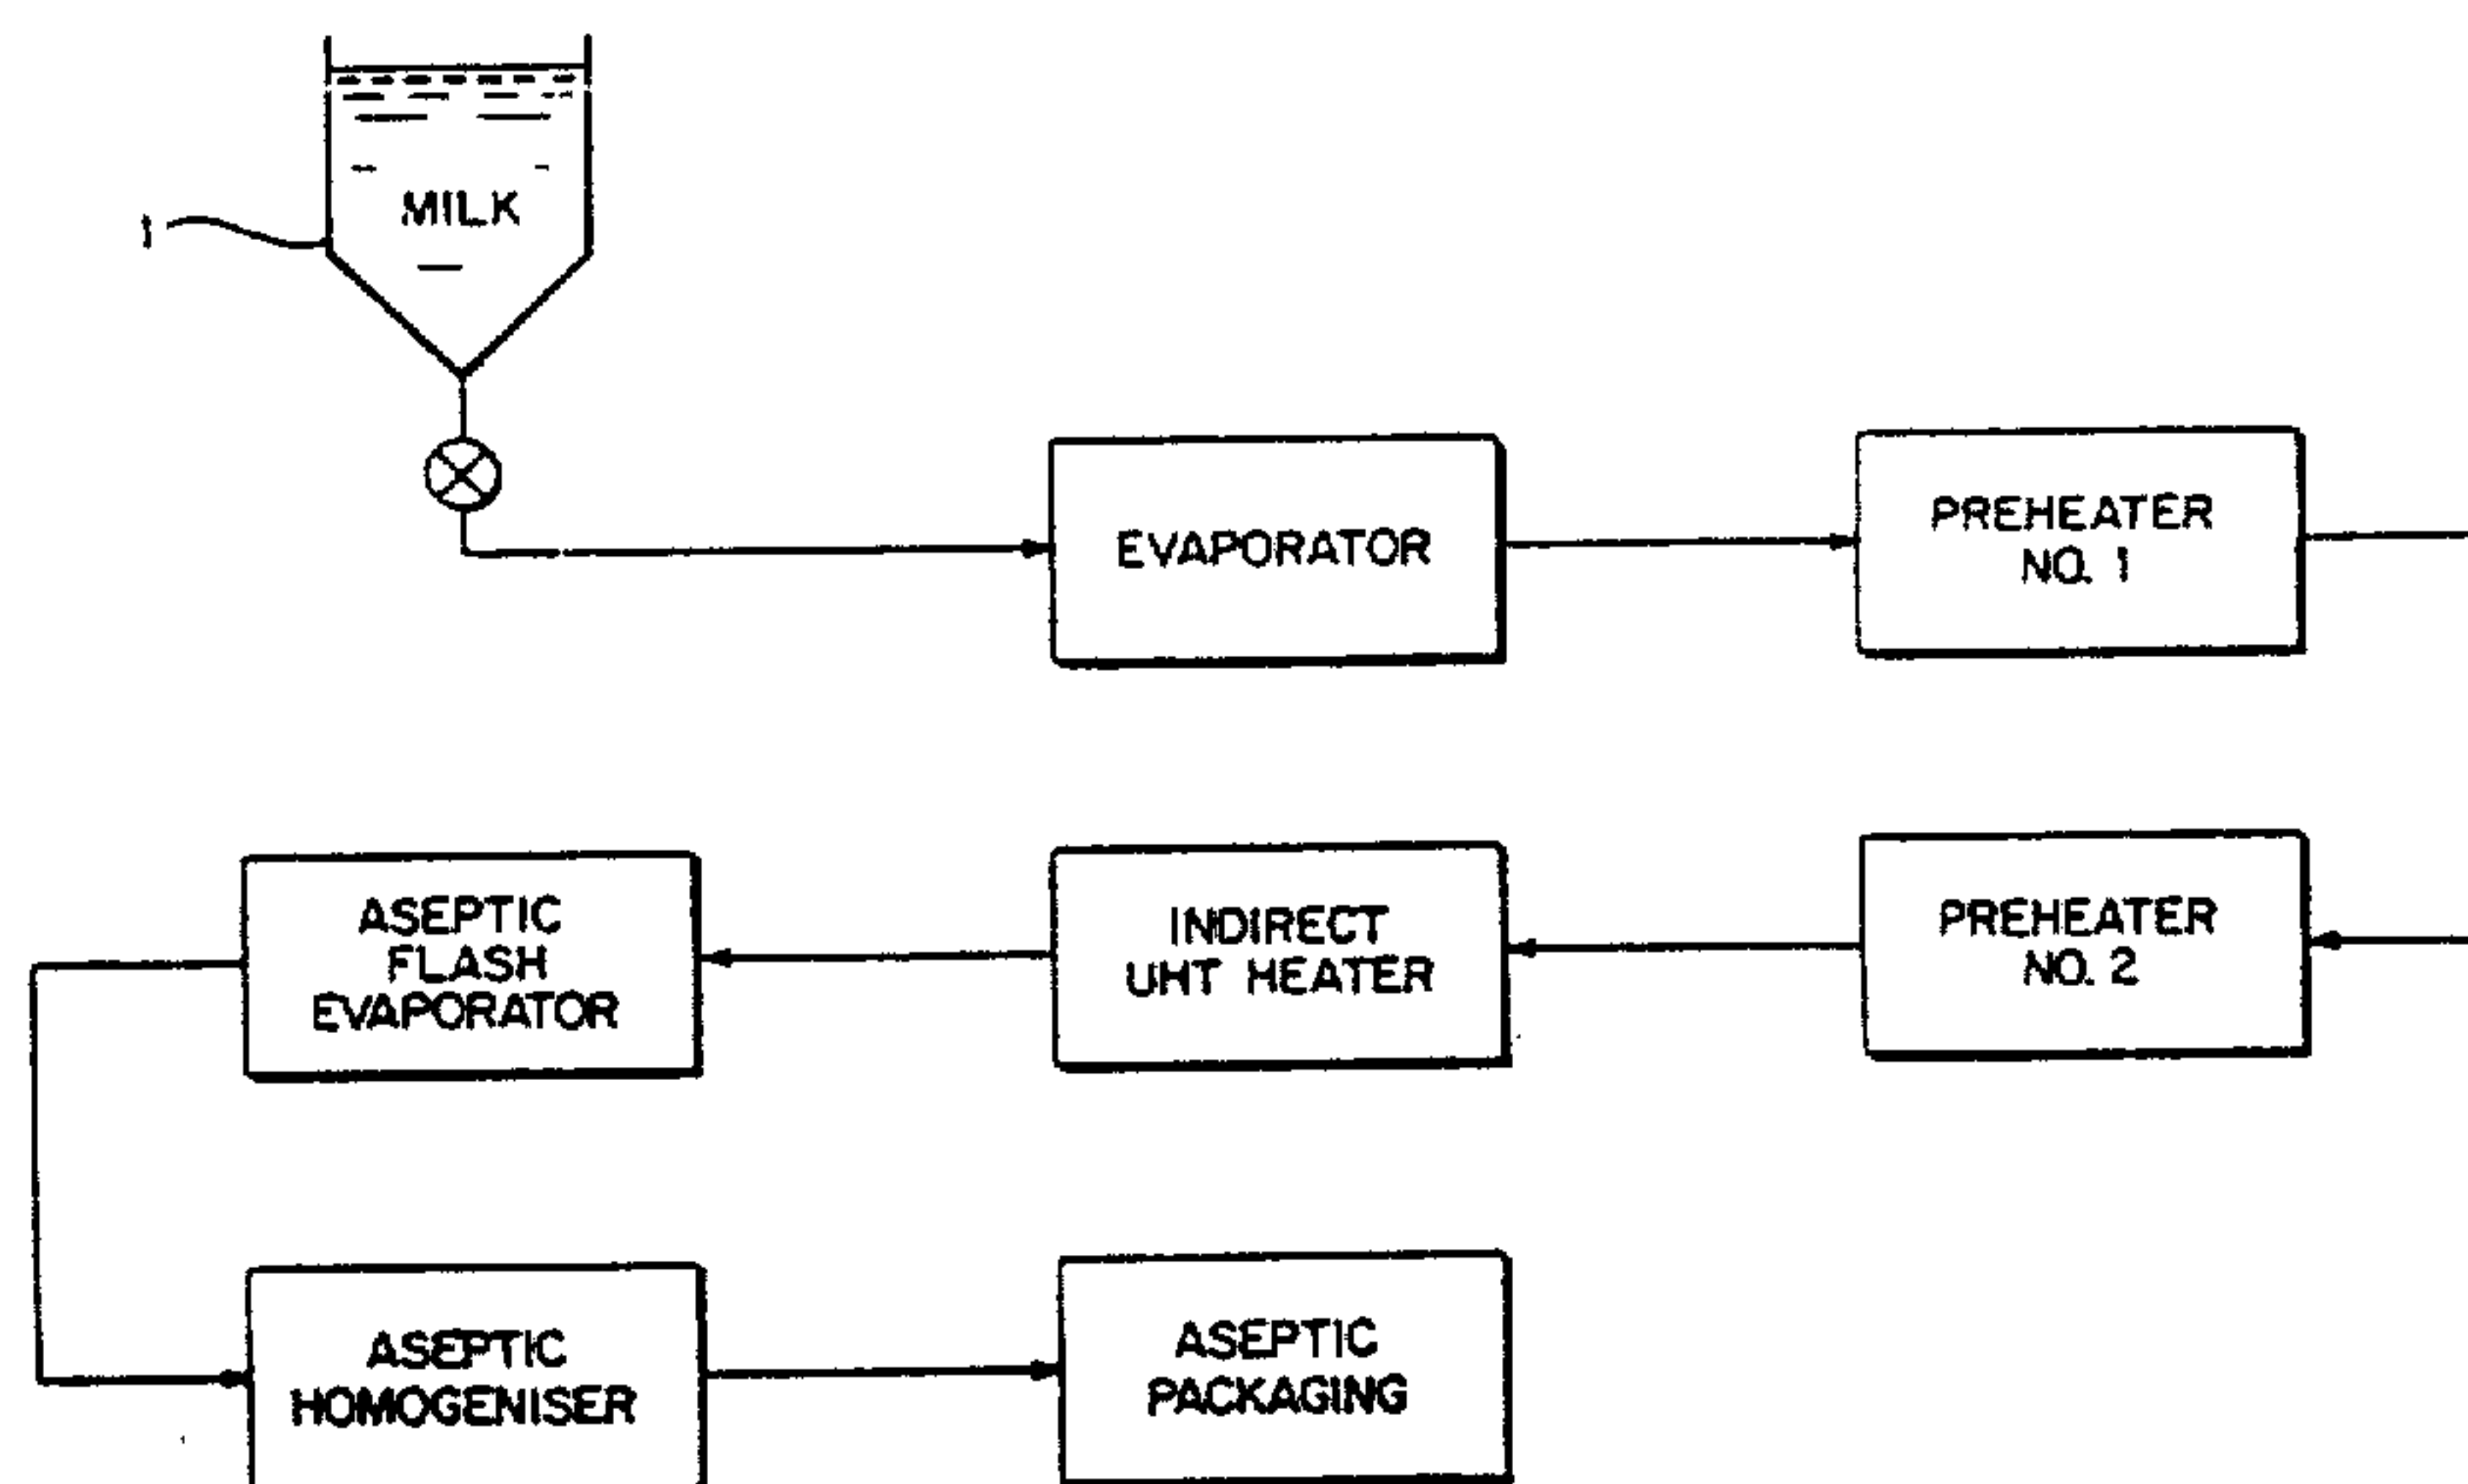 MILK
1
EVAPORATOR
PREHEATER
NO. 1
ASEPTIC
FLASH
EVAPORATOR
INDIRECT
UHT HEATER
PREHEATER
NO. 2
ASEPTIC
HOMOGENISER
ASEPTIC
PACKAGING